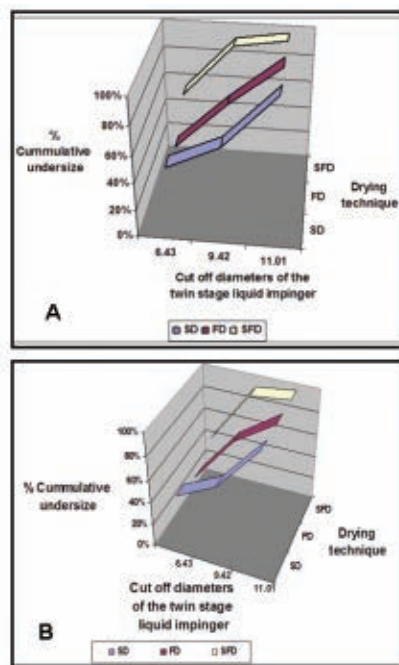 100%
80%
60%
40%
20%
0%
%
Cummulative
undersize
6.43
9.42
11.01
SFD
FD
SD
Drying
technique
Cut off diameters of the
twin stage liquid impinger
A
SD FD SFD
100%
80%
60%
40%
20%
0%
% Cummulative
undersize
6.43
9.42
11.01
SFD
FD
SD
Drying
technique
Cut off diameters
of the twin stage
liquid impinger
B
SD FD SFD